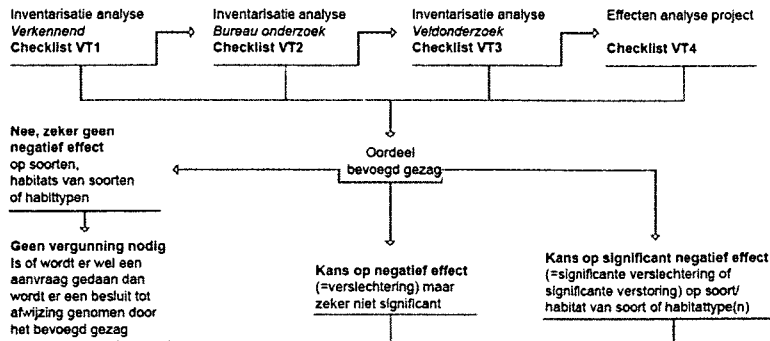 Inventarisatie analyse
Verkennend
Checklist VT1
Inventarisatie analyse
Bureau onderzoek
Checklist VT2
Inventarisatie analyse
Veldonderzoek
Checklist VT3
Effecten analyse project
Checklist VT4
Oordeel
bevoegd gezag
Nee, zeker geen
negatief effect
op soorten,
habitats van soorten
of habittypen
Geen vergunning nodig
Is of wordt er wel een
aanvraag gedaan dan
wordt er een besluit tot
afwijzing genomen door
het bevoegd gezag
Kans op negatief effect
(=verslechtering) maar
zeker niet significant
Kans op significant negatief effect
(=significante verslechtering of
significante verstoring) op soort/
habitat van soort of habitattype(n)